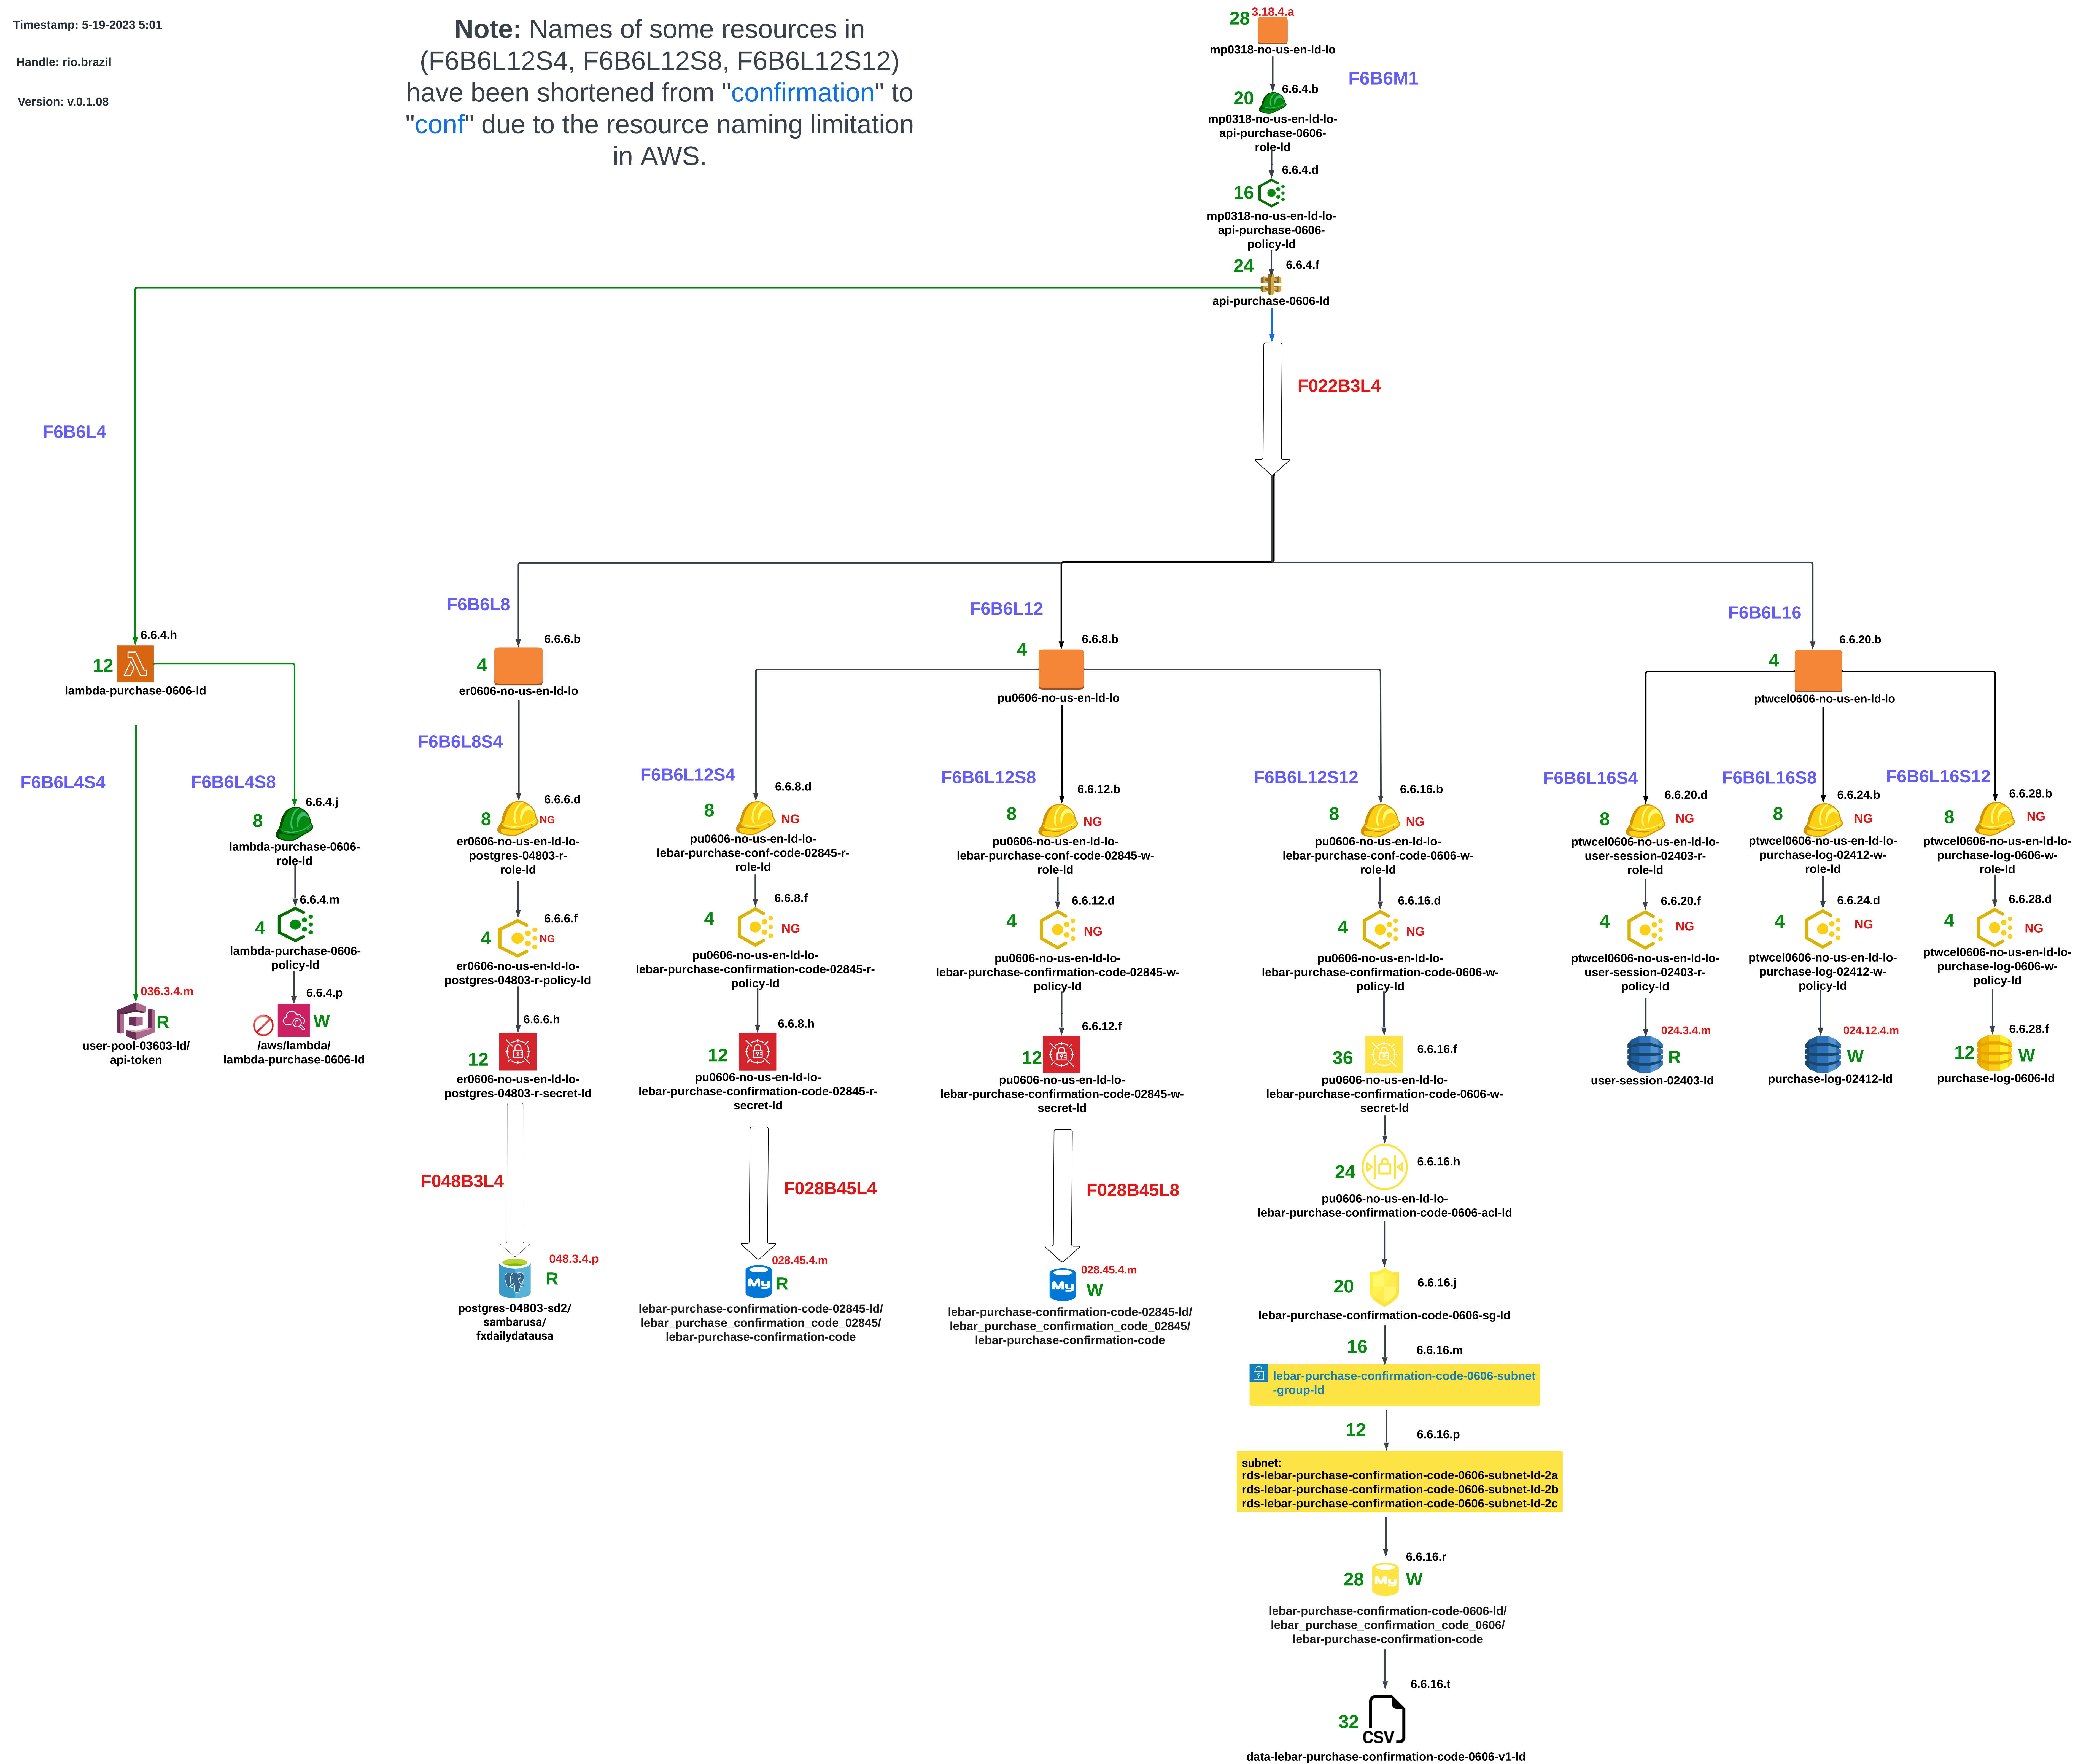 Timestamp: 5-19-2023 5:01
Handle: rio.brazil
Version: v.0.1.08
Note: Names of some resources in
(F6B6L12S4, F6B6L12S8, F6B6L12S12)
have been shortened from "confirmation" to
"conf" due to the resource naming limitation
in AWS.
3.18.4.a
28
mp0318-no-us-en-ld-lo
F6B6M1
6.6.4.b
20
mp0318-no-us-en-ld-lo-
api-purchase-0606-
role-ld
6.6.4.d
16
mp0318-no-us-en-ld-lo-
api-purchase-0606-
policy-ld
24
6.6.4.f
api-purchase-0606-ld
F022B3L4
F6B6L4
6.6.4.h
12
lambda-purchase-0606-ld
F6B6L4S4
036.3.4.m
R
user-pool-03603-ld/
api-token
F6B6L4S8
6.6.4.j
8
lambda-purchase-0606-
role-ld
6.6.4.m
4
lambda-purchase-0606-
policy-ld
6.6.4.p
W
/aws/lambda/
lambda-purchase-0606-ld
F6B6L8
6.6.6.b
4
er0606-no-us-en-ld-lo
F6B6L8S4
6.6.6.d
8
NG
er0606-no-us-en-ld-lo-
postgres-04803-r-
role-ld
6.6.6.f
4
NG
er0606-no-us-en-ld-lo-
postgres-04803-r-policy-ld
6.6.6.h
12
er0606-no-us-en-ld-lo-
postgres-04803-r-secret-ld
F048B3L4
048.3.4.p
R
postgres-04803-sd2/
sambarusa/
fxdailydatausa
F6B6L12
6.6.8.b
4
pu0606-no-us-en-ld-lo
F6B6L12S4
6.6.8.d
8
NG
pu0606-no-us-en-ld-lo-
lebar-purchase-conf-code-02845-r-
role-ld
6.6.8.f
4
NG
pu0606-no-us-en-ld-lo-
lebar-purchase-confirmation-code-02845-r-
policy-ld
6.6.8.h
12
pu0606-no-us-en-ld-lo-
lebar-purchase-confirmation-code-02845-r-
secret-ld
F028B45L4
028.45.4.m
My
R
lebar-purchase-confirmation-code-02845-ld/
lebar_purchase_confirmation_code_02845/
lebar-purchase-confirmation-code
F6B6L12S8
6.6.12.b
8
NG
pu0606-no-us-en-ld-lo-
lebar-purchase-conf-code-02845-w-
role-ld
6.6.12.d
4
NG
pu0606-no-us-en-ld-lo-
lebar-purchase-confirmation-code-02845-w-
policy-ld
6.6.12.f
12
pu0606-no-us-en-ld-lo-
lebar-purchase-confirmation-code-02845-w-
secret-ld
F028B45L8
028.45.4.m
My
W
lebar-purchase-confirmation-code-02845-ld/
lebar_purchase_confirmation_code_02845/
lebar-purchase-confirmation-code
F6B6L12S12
6.6.16.b
8
NG
pu0606-no-us-en-ld-lo-
lebar-purchase-conf-code-0606-w-
role-ld
6.6.16.d
4
NG
pu0606-no-us-en-ld-lo-
lebar-purchase-confirmation-code-0606-w-
policy-ld
6.6.16.f
36
pu0606-no-us-en-ld-lo-
lebar-purchase-confirmation-code-0606-w-
secret-ld
6.6.16.h
24
pu0606-no-us-en-ld-lo-
lebar-purchase-confirmation-code-0606-acl-ld
6.6.16.j
20
lebar-purchase-confirmation-code-0606-sg-ld
16
6.6.16.m
lebar-purchase-confirmation-code-0606-subnet
-group-ld
12
6.6.16.p
subnet:
rds-lebar-purchase-confirmation-code-0606-subnet-ld-2a
rds-lebar-purchase-confirmation-code-0606-subnet-ld-2b
rds-lebar-purchase-confirmation-code-0606-subnet-ld-2c
6.6.16.r
28
My
W
lebar-purchase-confirmation-code-0606-ld/
lebar_purchase_confirmation_code_0606/
lebar-purchase-confirmation-code
6.6.16.t
32
CSV
data-lebar-purchase-confirmation-code-0606-v1-ld
F6B6L16
6.6.20.b
4
ptwcel0606-no-us-en-ld-lo
F6B6L16S4
6.6.20.d
8
NG
ptwcel0606-no-us-en-ld-lo-
user-session-02403-r-
role-ld
6.6.20.f
4
NG
ptwcel0606-no-us-en-ld-lo-
user-session-02403-r-
policy-ld
024.3.4.m
R
user-session-02403-ld
F6B6L16S8
6.6.24.b
8
NG
ptwcel0606-no-us-en-ld-lo-
purchase-log-02412-w-
role-ld
6.6.24.d
4
NG
ptwcel0606-no-us-en-ld-lo-
purchase-log-02412-w-
policy-ld
024.12.4.m
W
purchase-log-02412-ld
F6B6L16S12
6.6.28.b
8
NG
ptwcel0606-no-us-en-ld-lo-
purchase-log-0606-w-
role-ld
6.6.28.d
4
NG
ptwcel0606-no-us-en-ld-lo-
purchase-log-0606-w-
policy-ld
6.6.28.f
12
W
purchase-log-0606-ld